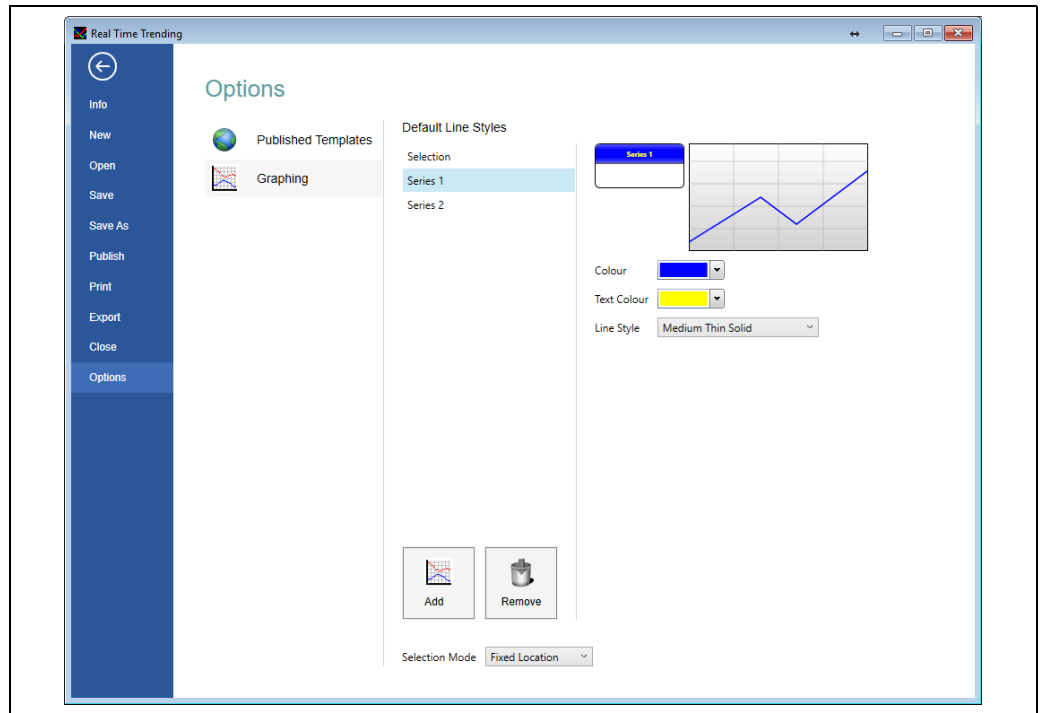 Real Time Trending
Info
New
Open
Save
Save As
Publish
Print
Export
Close
Options
Options
Published Templates
Graphing
Default Line Styles
Selection
Series 1
Series 2
Add
Remove
Selection Mode
Fixed Location
Series 1
Colour
Text Colour
Line Style
Medium Thin Solid